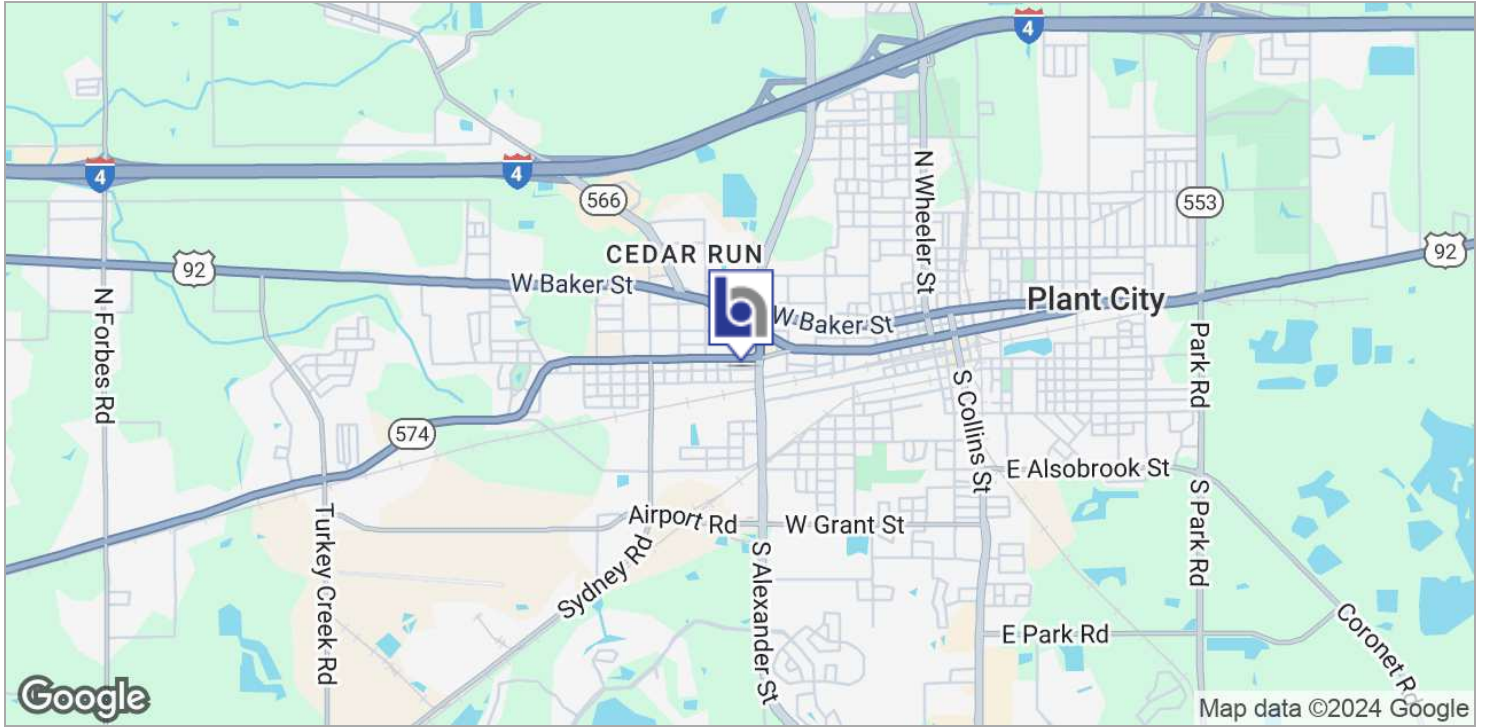 4
4
4
566
N Wheeler St
553
CEDAR RUN
92
92
W Baker St
N Forbes Rd
Plant City
W Baker St
Park Rd
S Collins St
574
E Alsobrook St
Turkey Creek Rd
S Park Rd
Airport Rd
W Grant St
Sydney Rd
S Alexander St
E Park Rd
Coronet Rd
Google
Map data ©2024 Google